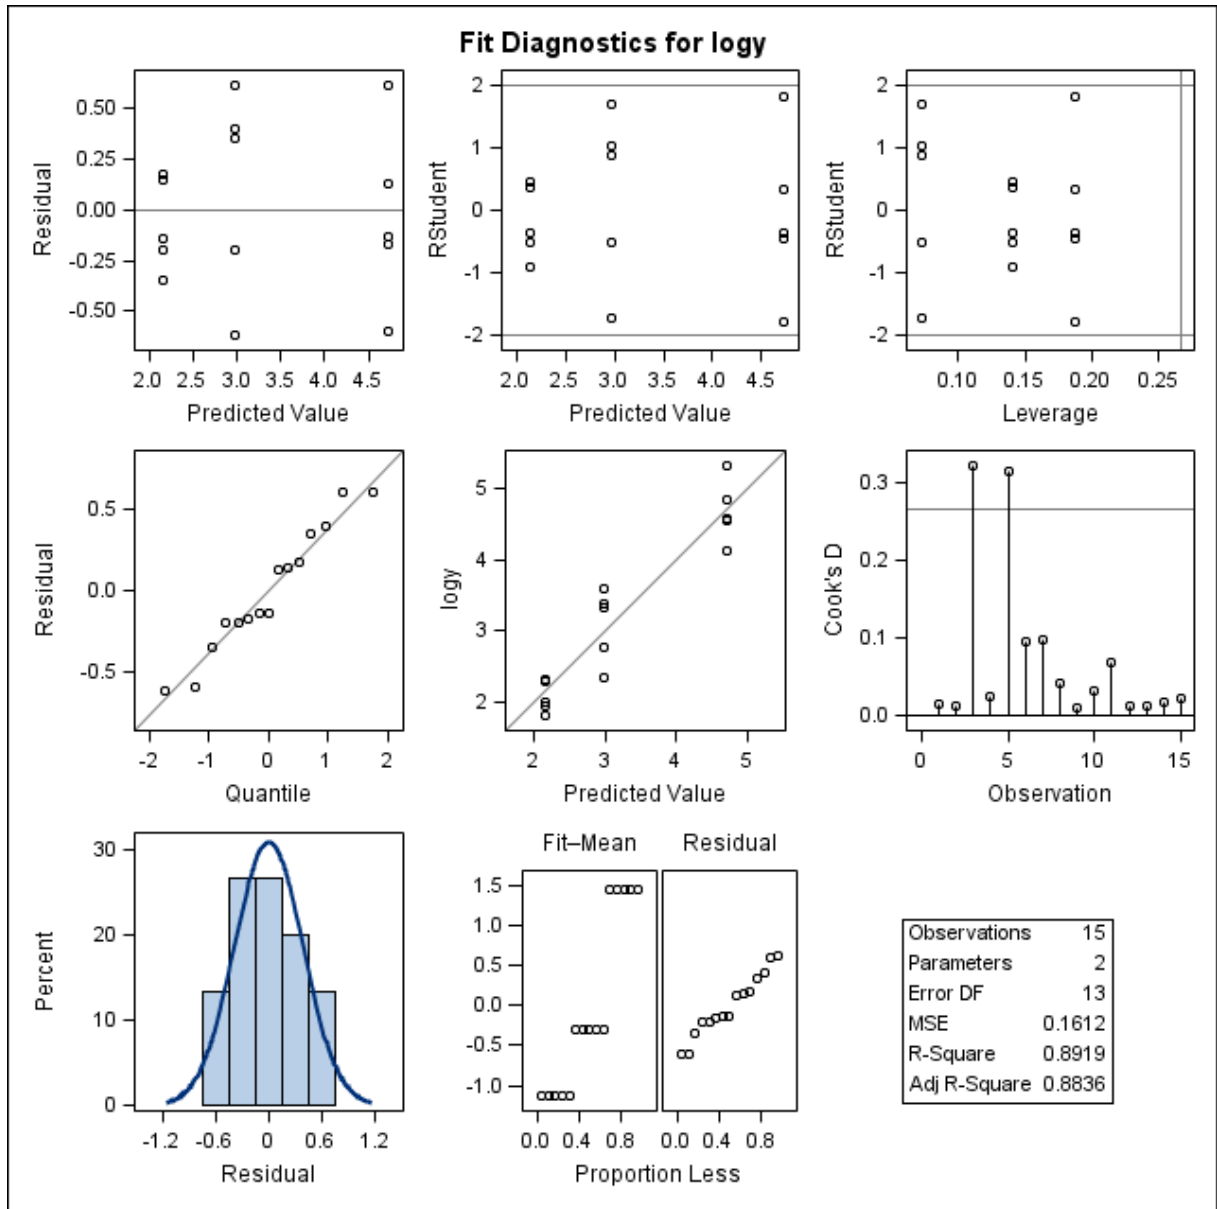 Fit Diagnostics for logy
0.50
0.25
0.00
-0.25
-0.50
Residual
2.0 2.5 3.0 3.5 4.0 4.5
Predicted Value
2
1
0
-1
-2
RStudent
2.0 2.5 3.0 3.5 4.0 4.5
Predicted Value
2
1
0
-1
-2
RStudent
0.10 0.15 0.20 0.25
Leverage
0.5
0.0
-0.5
Residual
-2 -1 0 1 2
Quantile
5
4
3
2
logy
2 3 4 5
Predicted Value
0.3
0.2
0.1
0.0
Cook's D
0 5 10 15
Observation
30
20
10
0
Percent
-1.2 -0.6 0 0.6 1.2
Residual
Fit–Mean Residual
1.5
1.0
0.5
0.0
-0.5
-1.0
0.0 0.4 0.8 0.0 0.4 0.8
Proportion Less
Observations 15
Parameters 2
Error DF 13
MSE 0.1612
R-Square 0.8919
Adj R-Square 0.8836